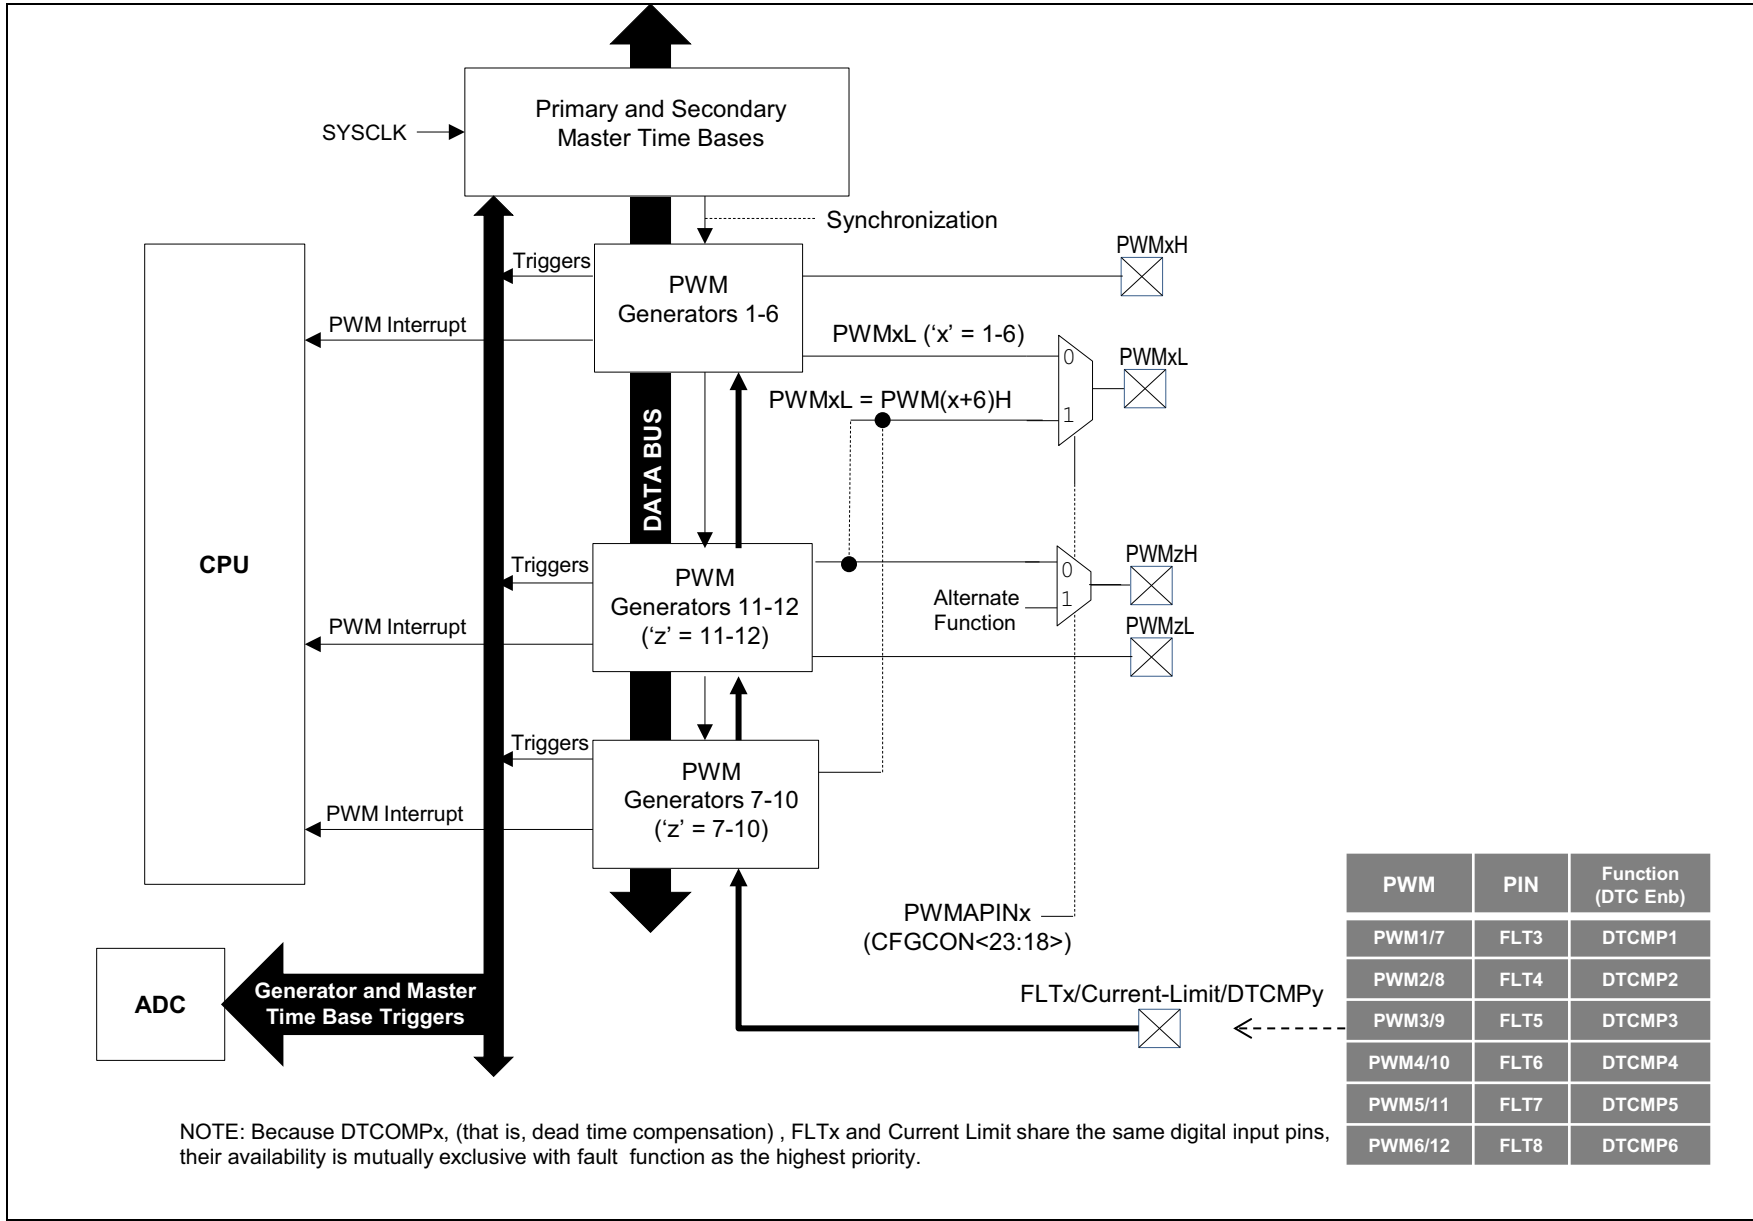 Primary and Secondary
Master Time Bases
SYSCLK
Synchronization
PWMxH
Triggers
PWM
Generators 1-6
PWM Interrupt
PWMxL (‘x’ = 1-6)
0
1
PWMxL
PWMxL = PWM(x+6)H
DATA BUS
CPU
Triggers
PWM
Generators 11-12
(‘z’ = 11-12)
PWM Interrupt
0
1
PWMzH
Alternate
Function
PWMzL
Triggers
PWM
Generators 7-10
(‘z’ = 7-10)
PWM Interrupt
PWMAPINx
(CFGCON<23:18>)
ADC
Generator and Master
Time Base Triggers
FLTx/Current-Limit/DTCMPy
PWM PIN Function
(DTC Enb)
PWM1/7 FLT3 DTCMP1
PWM2/8 FLT4 DTCMP2
PWM3/9 FLT5 DTCMP3
PWM4/10 FLT6 DTCMP4
PWM5/11 FLT7 DTCMP5
PWM6/12 FLT8 DTCMP6
NOTE: Because DTCOMPx, (that is, dead time compensation) , FLTx and Current Limit share the same digital input pins,
their availability is mutually exclusive with fault function as the highest priority.